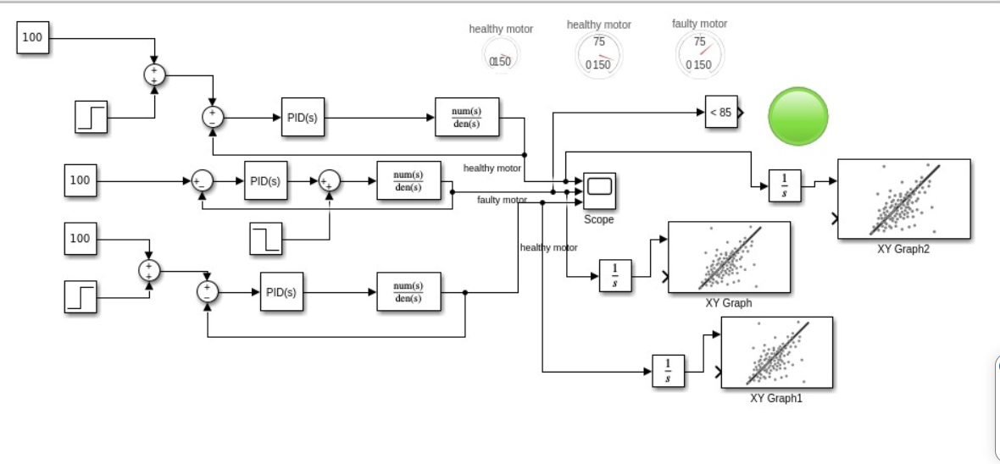 healthy motor
healthy motor
faulty motor
100
75
75
0150
0 150
0 150
+
+
< 85
+
−
PID(s)
num(s)
den(s)
healthy motor
100
+
−
PID(s)
+
+
num(s)
den(s)
1
s
faulty motor
Scope
100
healthy motor
XY Graph2
+
+
1
s
+
−
PID(s)
num(s)
den(s)
XY Graph
1
s
XY Graph1